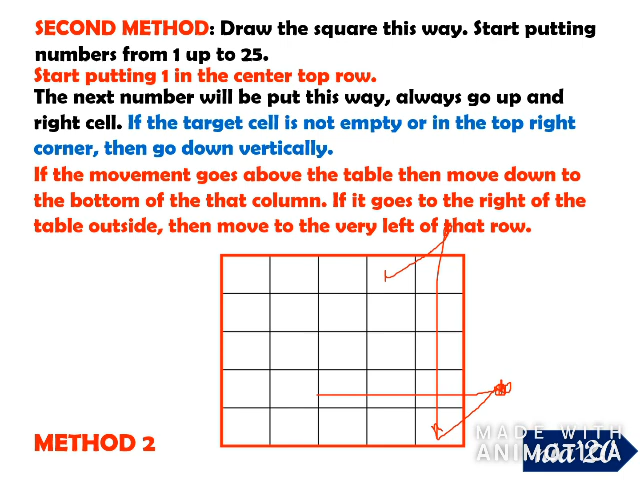 SECOND METHOD: Draw the square this way. Start putting
numbers from 1 up to 25.
Start putting 1 in the center top row.
The next number will be put this way, always go up and
right cell. If the target cell is not empty or in the top right
corner, then go down vertically.
If the movement goes above the table then move down to
the bottom of the that column. If it goes to the right of the
table outside, then move to the very left of that row.
METHOD 2
MADE WITH
ANIMOTICA